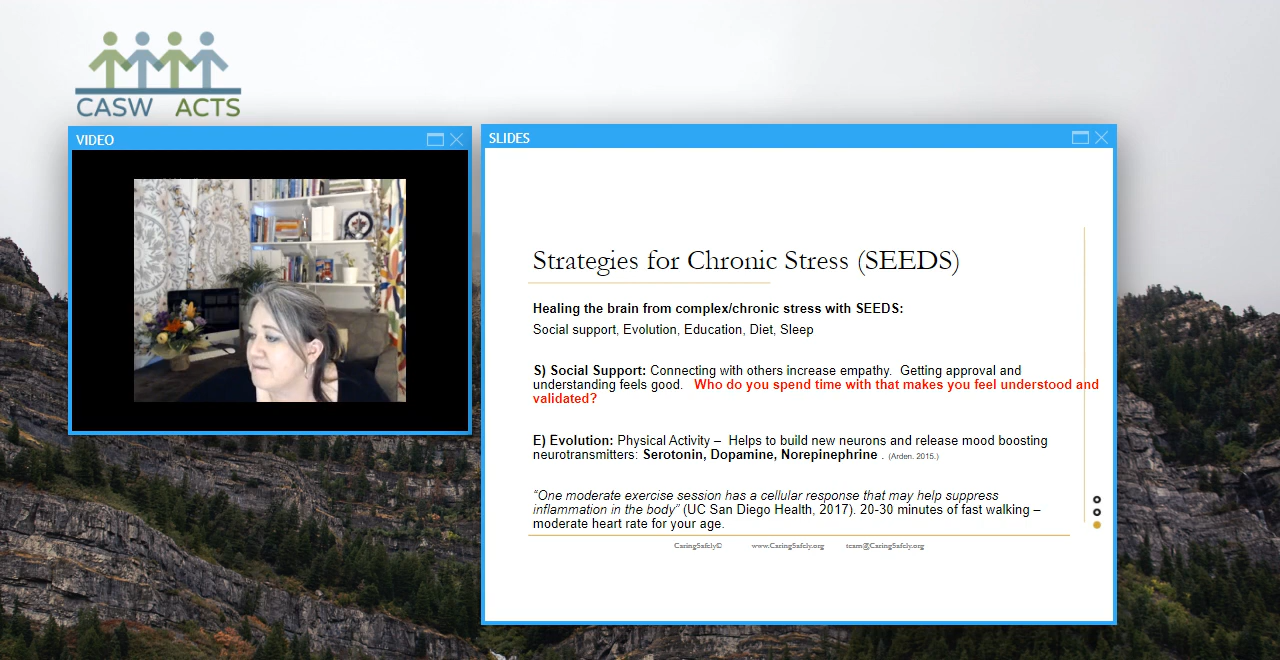 CASW ACTS
VIDEO
SLIDES
Strategies for Chronic Stress (SEEDS)
Healing the brain from complex/chronic stress with SEEDS:
Social support, Evolution, Education, Diet, Sleep
S) Social Support: Connecting with others increase empathy.  Getting approval and
understanding feels good.   Who do you spend time with that makes you feel understood and
validated?
E) Evolution: Physical Activity –  Helps to build new neurons and release mood boosting
neurotransmitters: Serotonin, Dopamine, Norepinephrine . (Arden. 2015.)
“One moderate exercise session has a cellular response that may help suppress
inflammation in the body” (UC San Diego Health, 2017). 20-30 minutes of fast walking –
moderate heart rate for your age.
CaringSafely© www.CaringSafely.org team@CaringSafely.org